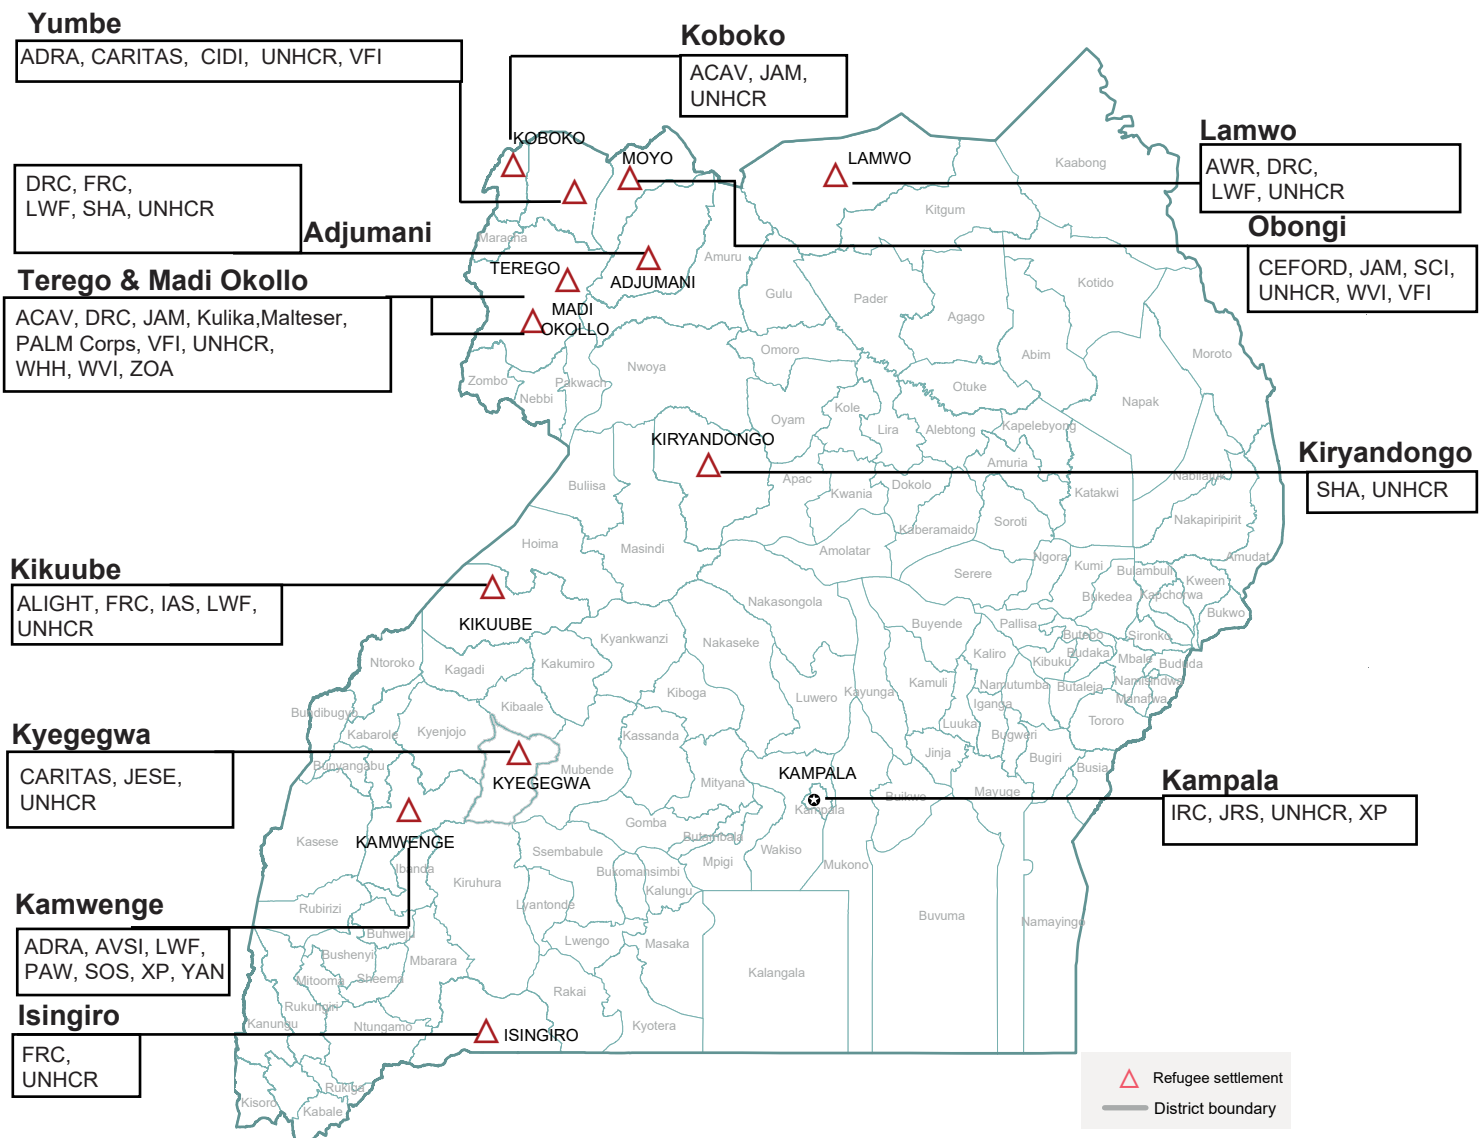 Yumbe
ADRA, CARITAS, CIDI, UNHCR, VFI
Koboko
ACAV, JAM,
UNHCR
Lamwo
AWR, DRC,
LWF, UNHCR
DRC, FRC,
LWF, SHA, UNHCR
Adjumani
Obongi
CEFORD, JAM, SCI,
UNHCR, WVI, VFI
Terego & Madi Okollo
ACAV, DRC, JAM, Kulika,Malteser,
PALM Corps, VFI, UNHCR,
WHH, WVI, ZOA
Kiryandongo
SHA, UNHCR
Kikuube
ALIGHT, FRC, IAS, LWF,
UNHCR
Kyegegwa
CARITAS, JESE,
UNHCR
Kampala
IRC, JRS, UNHCR, XP
Kamwenge
ADRA, AVSI, LWF,
PAW, SOS, XP, YAN
Isingiro
FRC,
UNHCR
KOBOKO
MOYO
LAMWO
Kaabong
Kitgum
Maracha
TEREGO
ADJUMANI
Amuru
MADI
OKOLLO
Gulu
Pader
Agago
Kotido
Abim
Moroto
Omoro
Nwoya
Zombo
Nebbi
Pakwach
Otuke
Napak
Oyam
Kole
Lira
Alebtong
Kapelebyong
KIRYANDONGO
Amuria
Buliisa
Apac
Kwania
Dokolo
Katakwi
Nabilatuk
Nakapiripirit
Kaberamaido
Soroti
Hoima
Masindi
Amolatar
Ngora
Serere
Kumi
Bulambuli
Amudat
Kween
Bukedea
Kapchorwa
Bukwo
KIKUUBE
Nakasongola
Buyende
Pallisa
Butebo
Sironko
Kyankwanzi
Nakaseke
Kaliro
Kibuku
Budaka
Mbale
Bududa
Ntoroko
Kagadi
Kakumiro
Kamuli
Namutumba
Butaleja
Namisindwa
Manafwa
Kibaale
Kiboga
Luwero
Kayunga
Iganga
Luuka
Bugweri
Tororo
Bundibugyo
Kabarole
Kyenjojo
Kassanda
Jinja
Bugiri
Busia
Bunyangabu
KYEGEGWA
Mubende
Mityana
KAMPALA
Kampala
Buikwe
Mayuge
Kasese
KAMWENGE
Gomba
Butambala
Mpigi
Wakiso
Mukono
Ssembabule
Bukomansimbi
Kalungu
Ibanda
Kiruhura
Lyantonde
Rubirizi
Buhweju
Lwengo
Masaka
Buvuma
Namayingo
Bushenyi
Mbarara
Mitooma
Sheema
Kalangala
Rukungiri
Rakai
Kanungu
Ntungamo
ISINGIRO
Kyotera
Rukiga
Kisoro
Kabale
Refugee settlement
District boundary